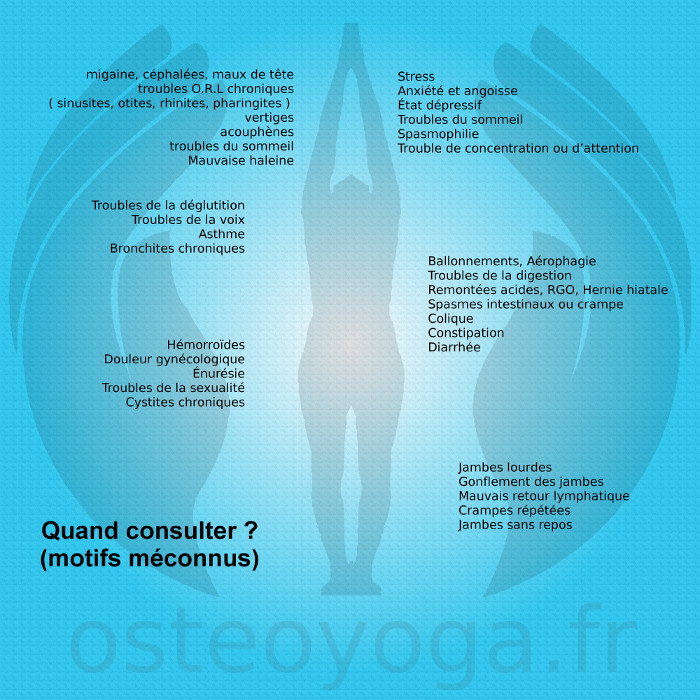 migaine, céphalées, maux de tête
troubles O.R.L chroniques
( sinusites, otites, rhinites, pharingites )
vertiges
acouphènes
troubles du sommeil
Mauvaise haleine
Stress
Anxiété et angoisse
État dépressif
Troubles du sommeil
Spasmophilie
Trouble de concentration ou d’attention
Troubles de la déglutition
Troubles de la voix
Asthme
Bronchites chroniques
Ballonnements, Aérophagie
Troubles de la digestion
Remontées acides, RGO, Hernie hiatale
Spasmes intestinaux ou crampe
Colique
Constipation
Diarrhée
Hémorroïdes
Douleur gynécologique
Énurésie
Troubles de la sexualité
Cystites chroniques
Jambes lourdes
Gonflement des jambes
Mauvais retour lymphatique
Crampes répétées
Jambes sans repos
Quand consulter ?
(motifs méconnus)
osteoyoga.fr